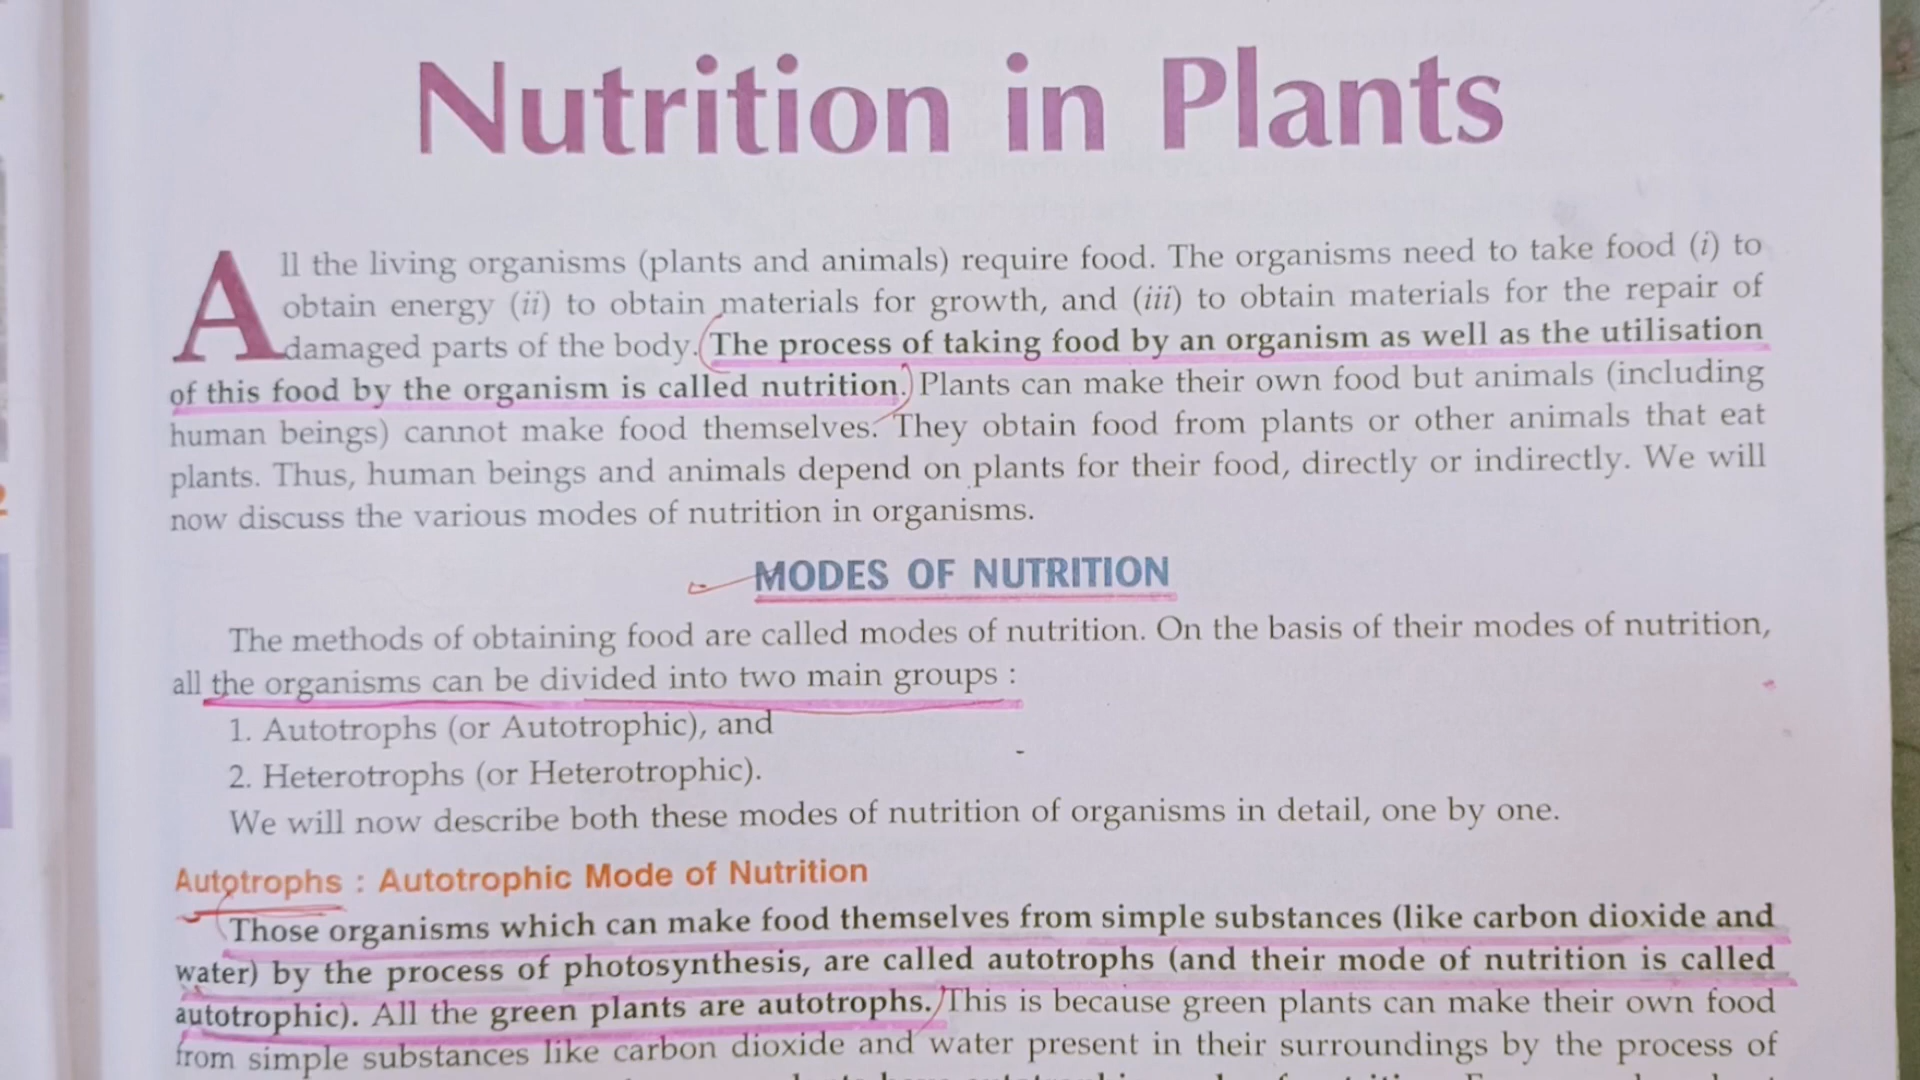 Nutrition in Plants
All the living organisms (plants and animals) require food. The organisms need to take food (i) to
obtain energy (ii) to obtain materials for growth, and (iii) to obtain materials for the repair of
damaged parts of the body. The process of taking food by an organism as well as the utilisation
of this food by the organism is called nutrition. Plants can make their own food but animals (including
human beings) cannot make food themselves. They obtain food from plants or other animals that eat
plants. Thus, human beings and animals depend on plants for their food, directly or indirectly. We will
now discuss the various modes of nutrition in organisms.
MODES OF NUTRITION
The methods of obtaining food are called modes of nutrition. On the basis of their modes of nutrition,
all the organisms can be divided into two main groups :
1. Autotrophs (or Autotrophic), and
2. Heterotrophs (or Heterotrophic).
We will now describe both these modes of nutrition of organisms in detail, one by one.
Autotrophs : Autotrophic Mode of Nutrition
Those organisms which can make food themselves from simple substances (like carbon dioxide and
water) by the process of photosynthesis, are called autotrophs (and their mode of nutrition is called
autotrophic). All the green plants are autotrophs. This is because green plants can make their own food
from simple substances like carbon dioxide and water present in their surroundings by the process of